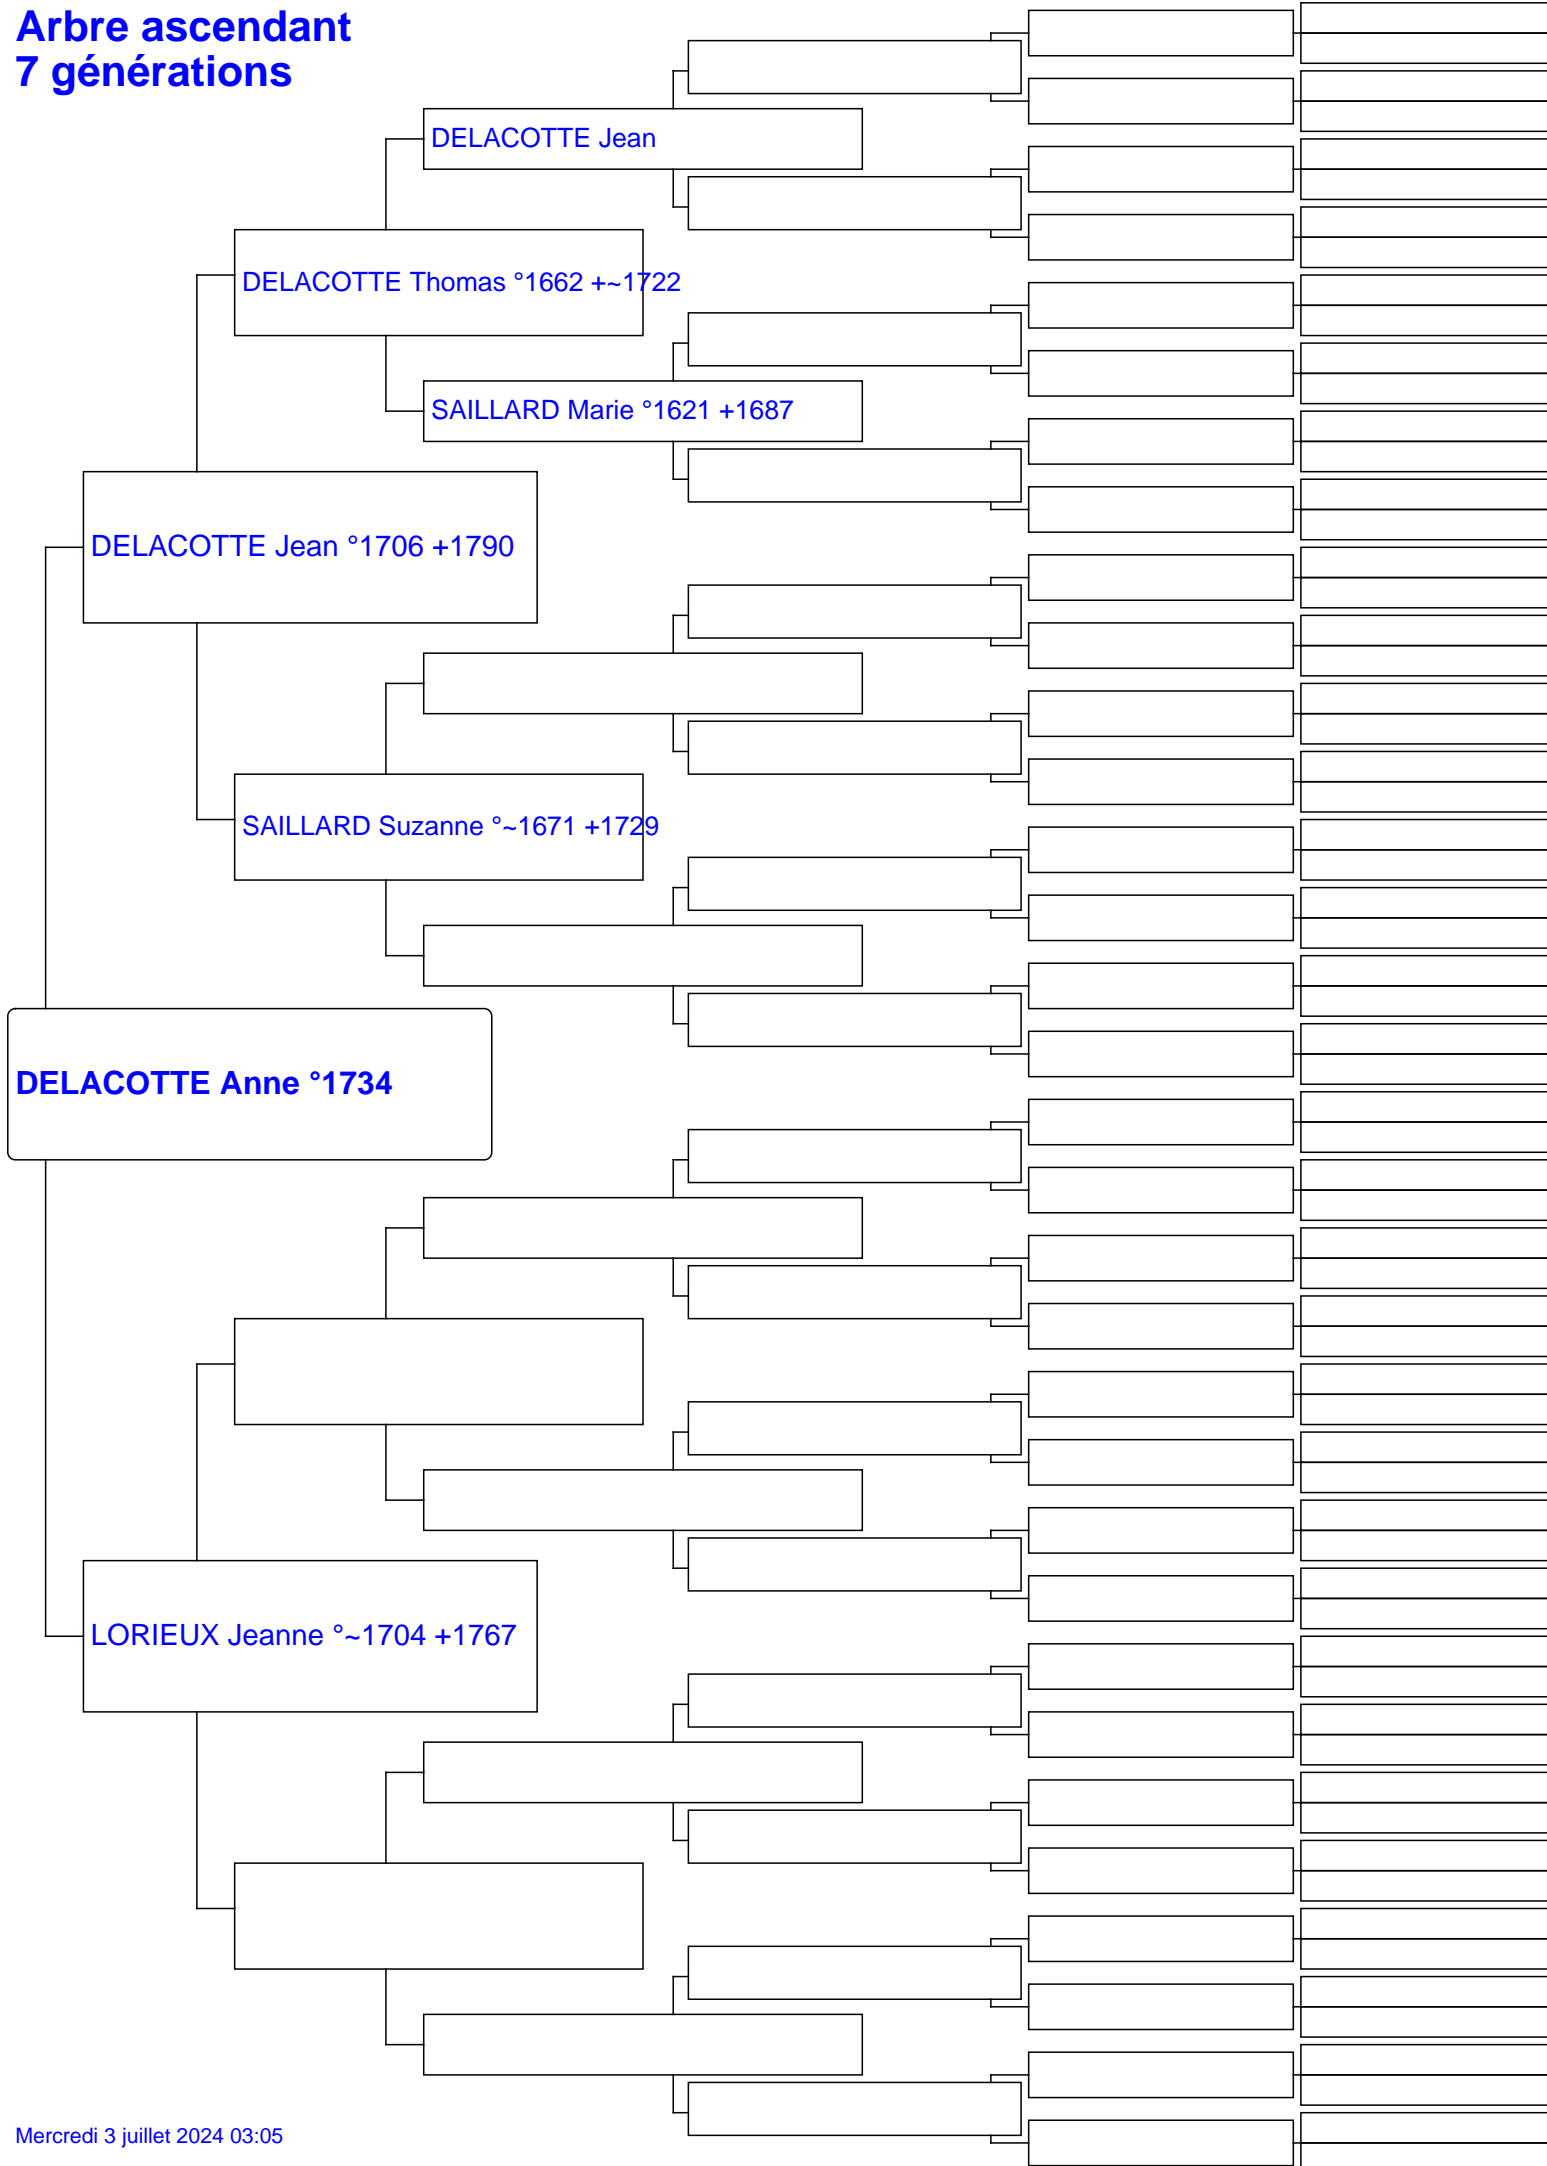 Arbre ascendant
7 générations
DELACOTTE Jean
DELACOTTE Thomas °1662 +~1722
SAILLARD Marie °1621 +1687
DELACOTTE Jean °1706 +1790
SAILLARD Suzanne °~1671 +1729
DELACOTTE Anne °1734
LORIEUX Jeanne °~1704 +1767
Mercredi 3 juillet 2024 03:05